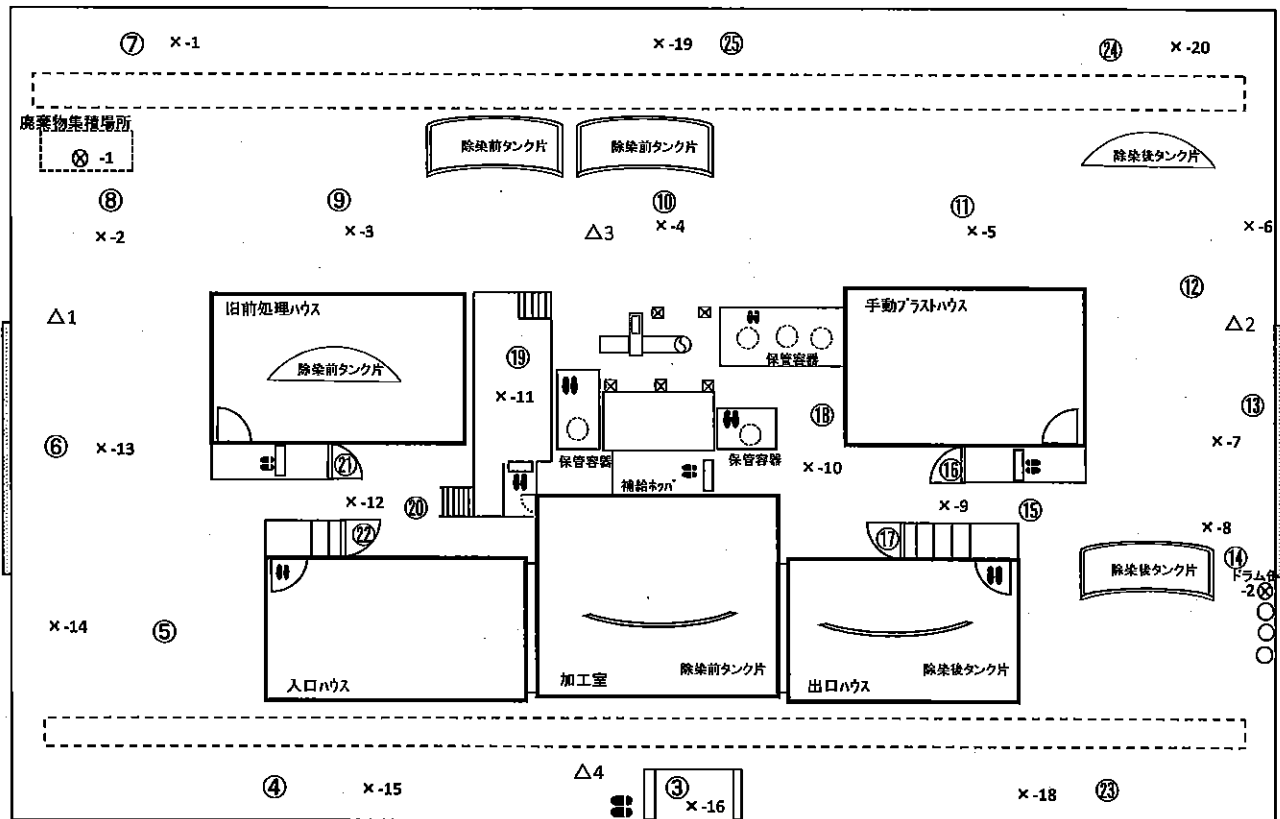 ⑦ ×-1 ×-19 ㉕ ㉔ ×-20
廃棄物集積場所
⊗ -1
除染前タンク片 除染前タンク片 除染後タンク片
⑧ ⑨ ⑩ ⑪
×-2 ×-3 △3 ×-4 ×-5 ×-6
⑫
△1 △2
旧前処理ハウス 手動ブラストハウス
⑲
保管容器
除染前タンク片
×-11
⑱ ⑬
⑥ ×-13 ×-7
㉑ 保管容器 保管容器 ×-10 ⑯
補給ホッパ
×-12 ⑳ ×-9 ⑮
㉒ ⑰ ×-8
⑭
除染後タンク片
ドラム缶
-2⊗
×-14 ⑤
入口ハウス 加工室 除染前タンク片 出口ハウス 除染後タンク片
④ ×-15 △4 ③ ×-16 ×-18 ㉓